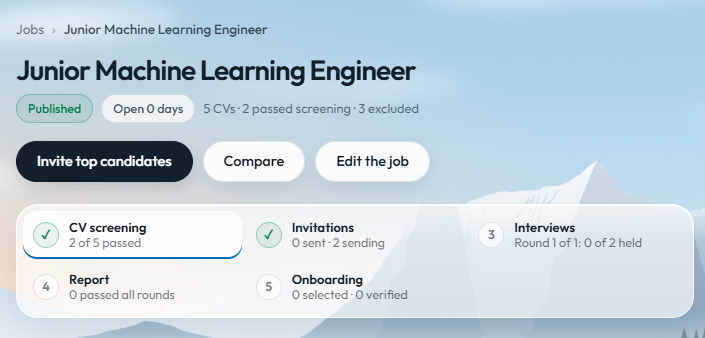 Jobs › Junior Machine Learning Engineer
Junior Machine Learning Engineer
Published
Open 0 days
5 CVs · 2 passed screening · 3 excluded
Invite top candidates
Compare
Edit the job
✓ CV screening
2 of 5 passed
✓ Invitations
0 sent · 2 sending
3 Interviews
Round 1 of 1: 0 of 2 held
4 Report
0 passed all rounds
5 Onboarding
0 selected · 0 verified